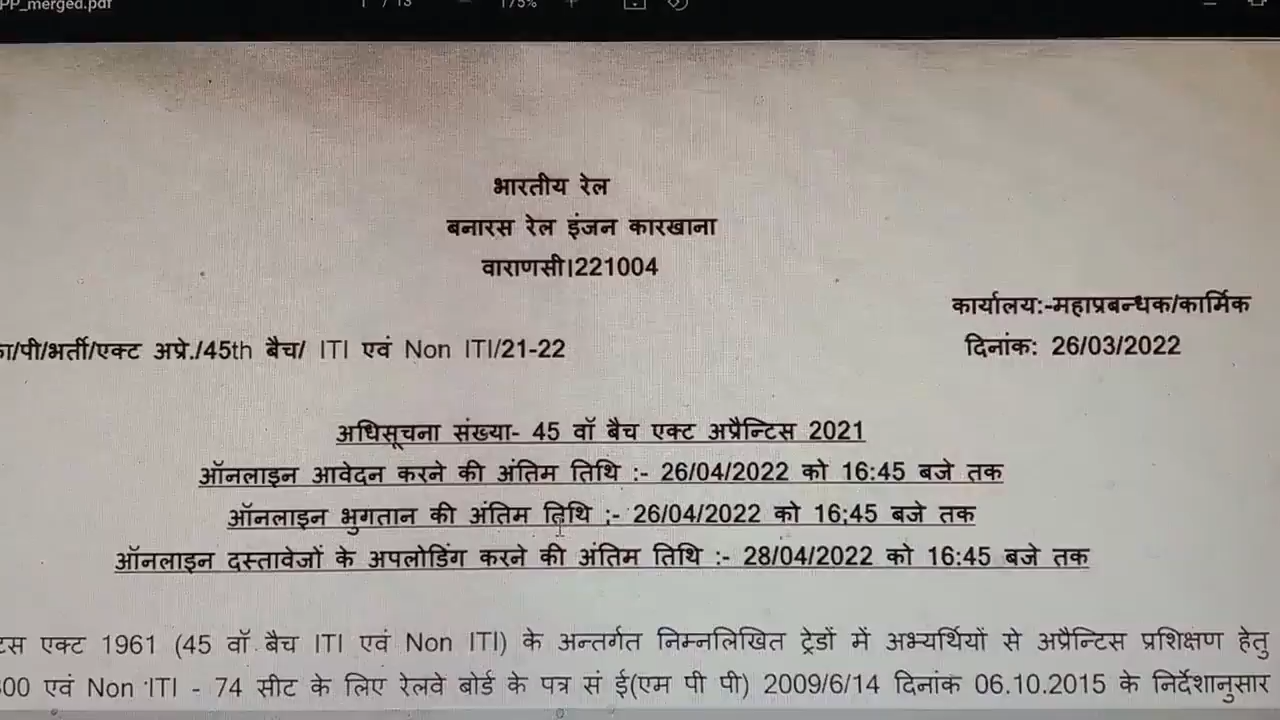 PP_merged.pdf 1 / 13 175%
भारतीय रेल
बनारस रेल इंजन कारखाना
वाराणसी।221004
कार्यालय:-महाप्रबन्धक/कार्मिक
का/पी/भर्ती/एक्ट अप्रे./45th बैच/ ITI एवं Non ITI/21-22
दिनांक: 26/03/2022
अधिसूचना संख्या- 45 वॉ बैच एक्ट अप्रैन्टिस 2021
ऑनलाइन आवेदन करने की अंतिम तिथि :- 26/04/2022 को 16:45 बजे तक
ऑनलाइन भुगतान की अंतिम तिथि :- 26/04/2022 को 16:45 बजे तक
ऑनलाइन दस्तावेजों के अपलोडिंग करने की अंतिम तिथि :- 28/04/2022 को 16:45 बजे तक
एक्ट 1961 (45 वॉ बैच ITI एवं Non ITI) के अन्तर्गत निम्नलिखित ट्रेडों में अभ्यर्थियों से अप्रैन्टिस प्रशिक्षण हेतु
300 एवं Non ITI - 74 सीट के लिए रेलवे बोर्ड के पत्र सं ई(एम पी पी) 2009/6/14 दिनांक 06.10.2015 के निर्देशानुसार